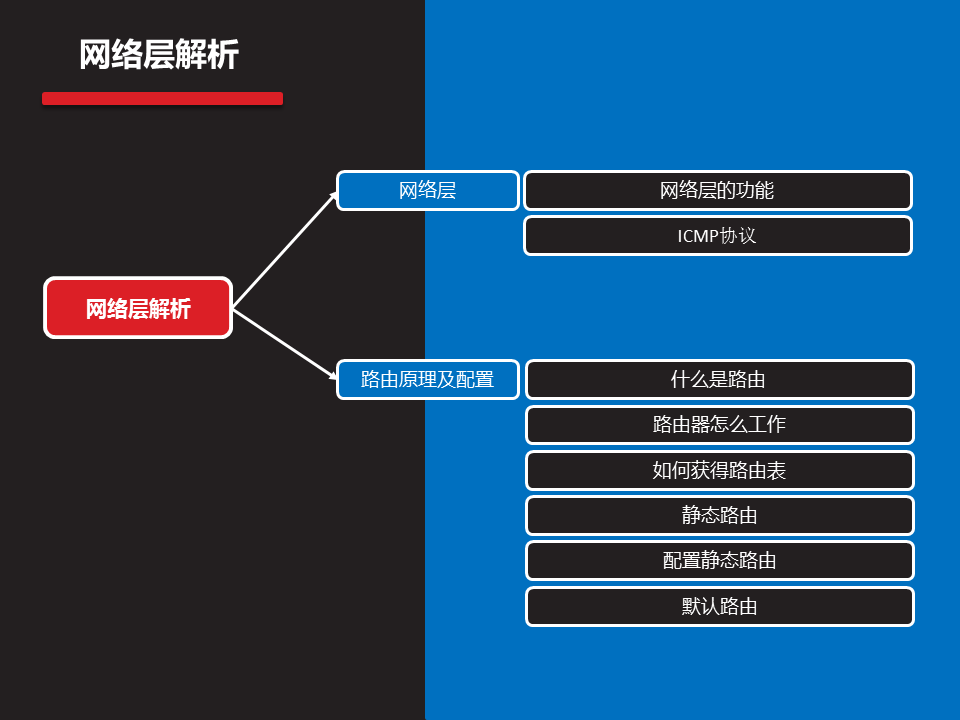 网络层解析
网络层
网络层的功能
ICMP协议
网络层解析
路由原理及配置
什么是路由
路由器怎么工作
如何获得路由表
静态路由
配置静态路由
默认路由